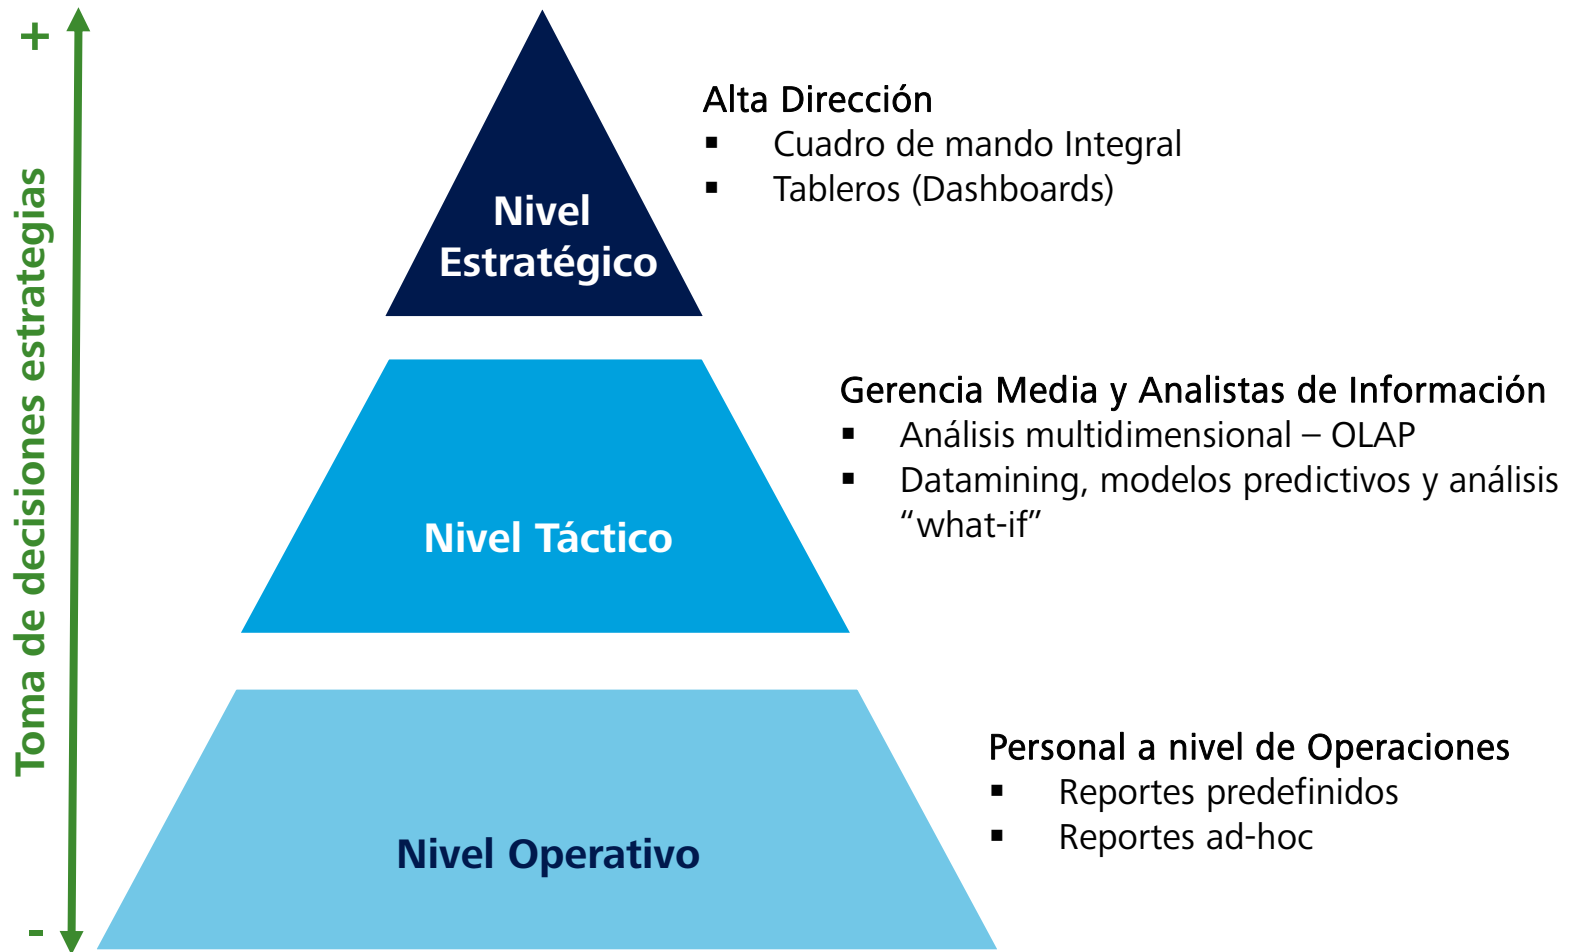 +
Toma de decisiones estrategias
-
Nivel
Estratégico
Alta Dirección
▪ Cuadro de mando Integral
▪ Tableros (Dashboards)
Nivel Táctico
Gerencia Media y Analistas de Información
▪ Análisis multidimensional – OLAP
▪ Datamining, modelos predictivos y análisis
“what-if”
Nivel Operativo
Personal a nivel de Operaciones
▪ Reportes predefinidos
▪ Reportes ad-hoc